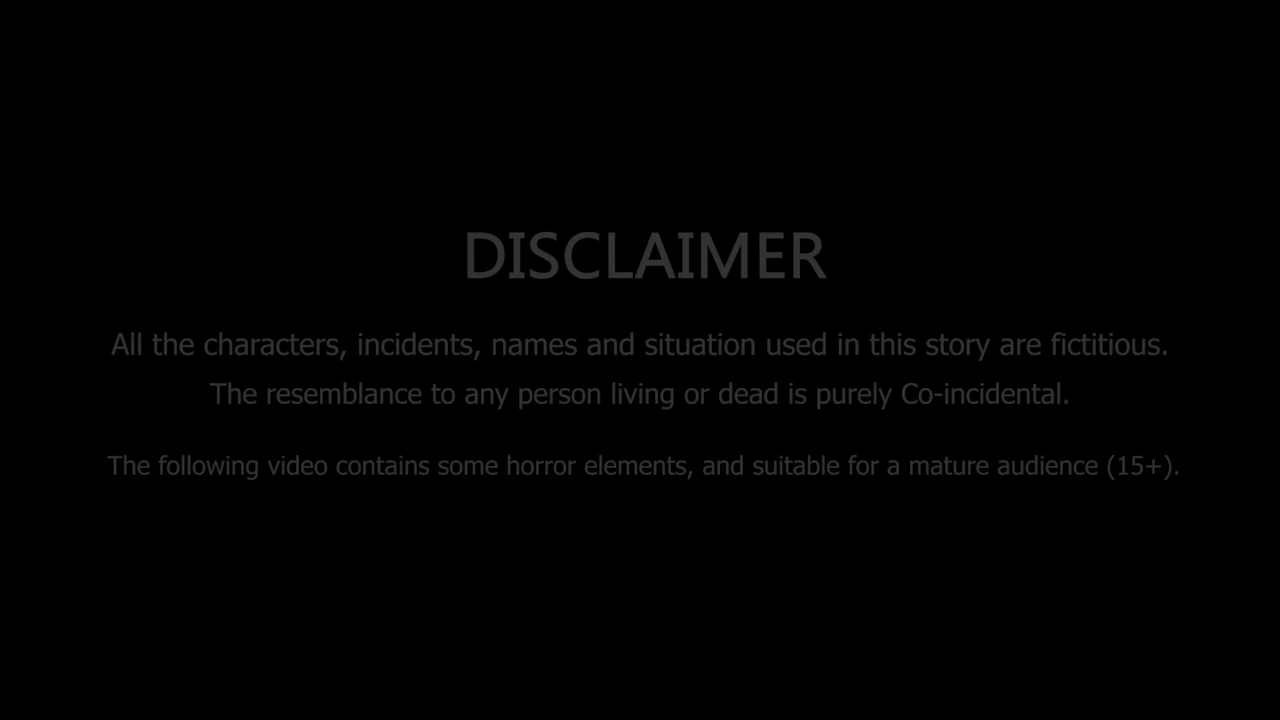 DISCLAIMER
All the characters, incidents, names and situation used in this story are fictitious.
The resemblance to any person living or dead is purely Co-incidental.
The following video contains some horror elements, and suitable for a mature audience (15+).